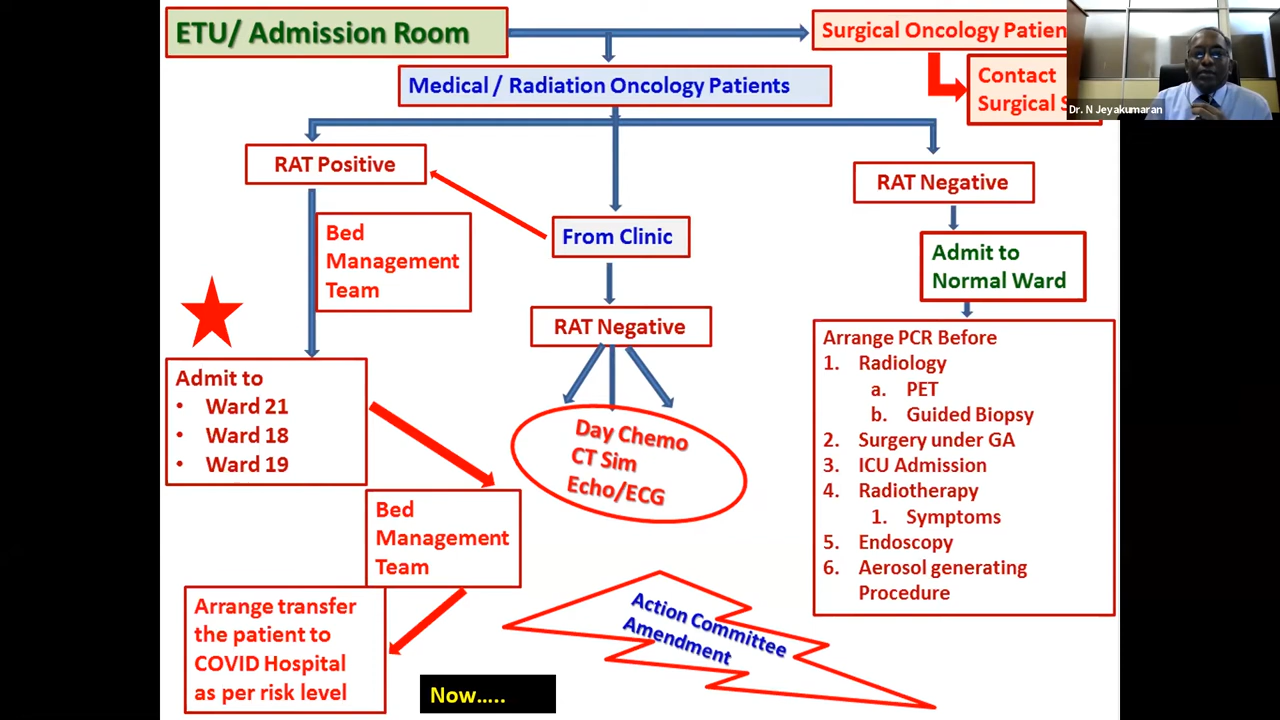 ETU/ Admission Room
Surgical Oncology
Contact
Surgical
Dr. N Jeyakumaran
Medical / Radiation Oncology Patients
RAT Positive
RAT Negative
From Clinic
Bed
Management
Team
Admit to
Normal Ward
RAT Negative
Admit to
• Ward 21
• Ward 18
• Ward 19
Day Chemo
CT Sim
Echo/ECG
Arrange PCR Before
1. Radiology
a. PET
b. Guided Biopsy
2. Surgery under GA
3. ICU Admission
4. Radiotherapy
1. Symptoms
5. Endoscopy
6. Aerosol generating
Procedure
Bed
Management
Team
Arrange transfer
the patient to
COVID Hospital
as per risk level
Action Committee
Amendment
Now.....